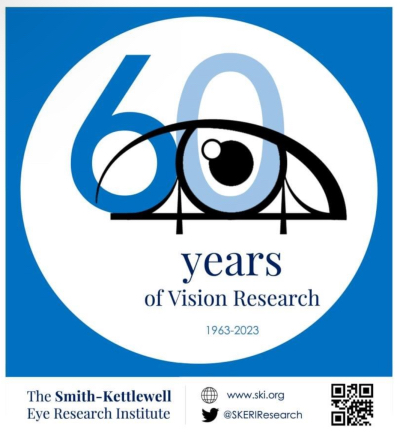 60
years
of Vision Research
1963-2023
The Smith-Kettlewell
Eye Research Institute
www.ski.org
@SKERIResearch